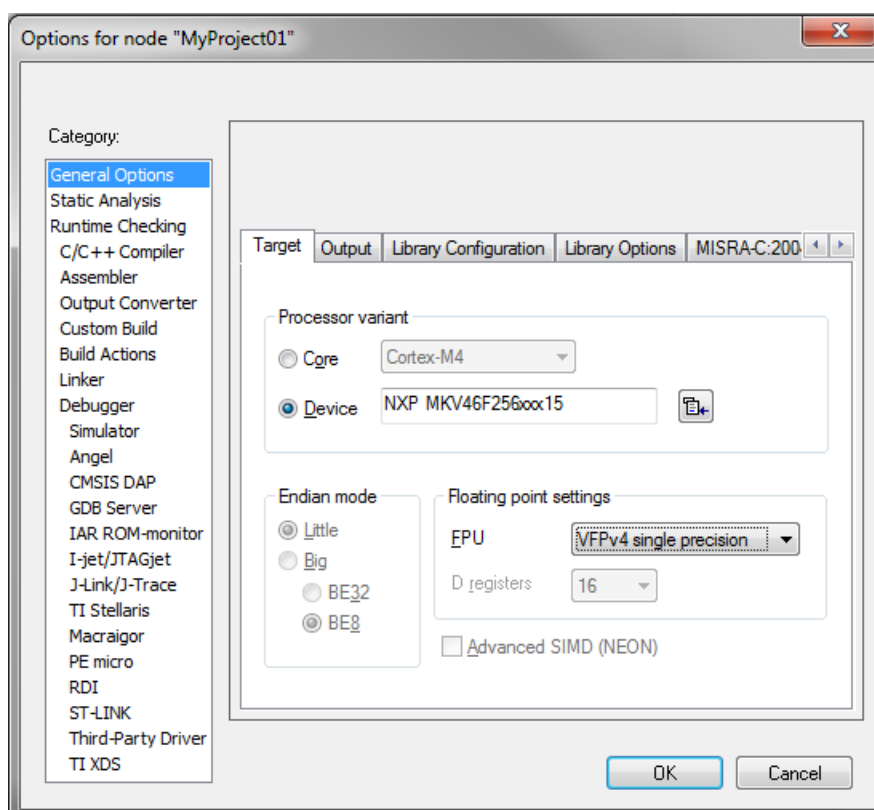 Options for node "MyProject01"
X
Category:
General Options
Static Analysis
Runtime Checking
C/C++ Compiler
Assembler
Output Converter
Custom Build
Build Actions
Linker
Debugger
Simulator
Angel
CMSIS DAP
GDB Server
IAR ROM-monitor
I-jet/JTAGjet
J-Link/J-Trace
TI Stellaris
Macraigor
PE micro
RDI
ST-LINK
Third-Party Driver
TI XDS
Target Output Library Configuration Library Options MISRA-C:200
Processor variant
Core Cortex-M4
Device NXP MKV46F256xxx15
Endian mode
Little
Big
BE32
BE8
Floating point settings
FPU VFPv4 single precision
D registers 16
Advanced SIMD (NEON)
OK Cancel